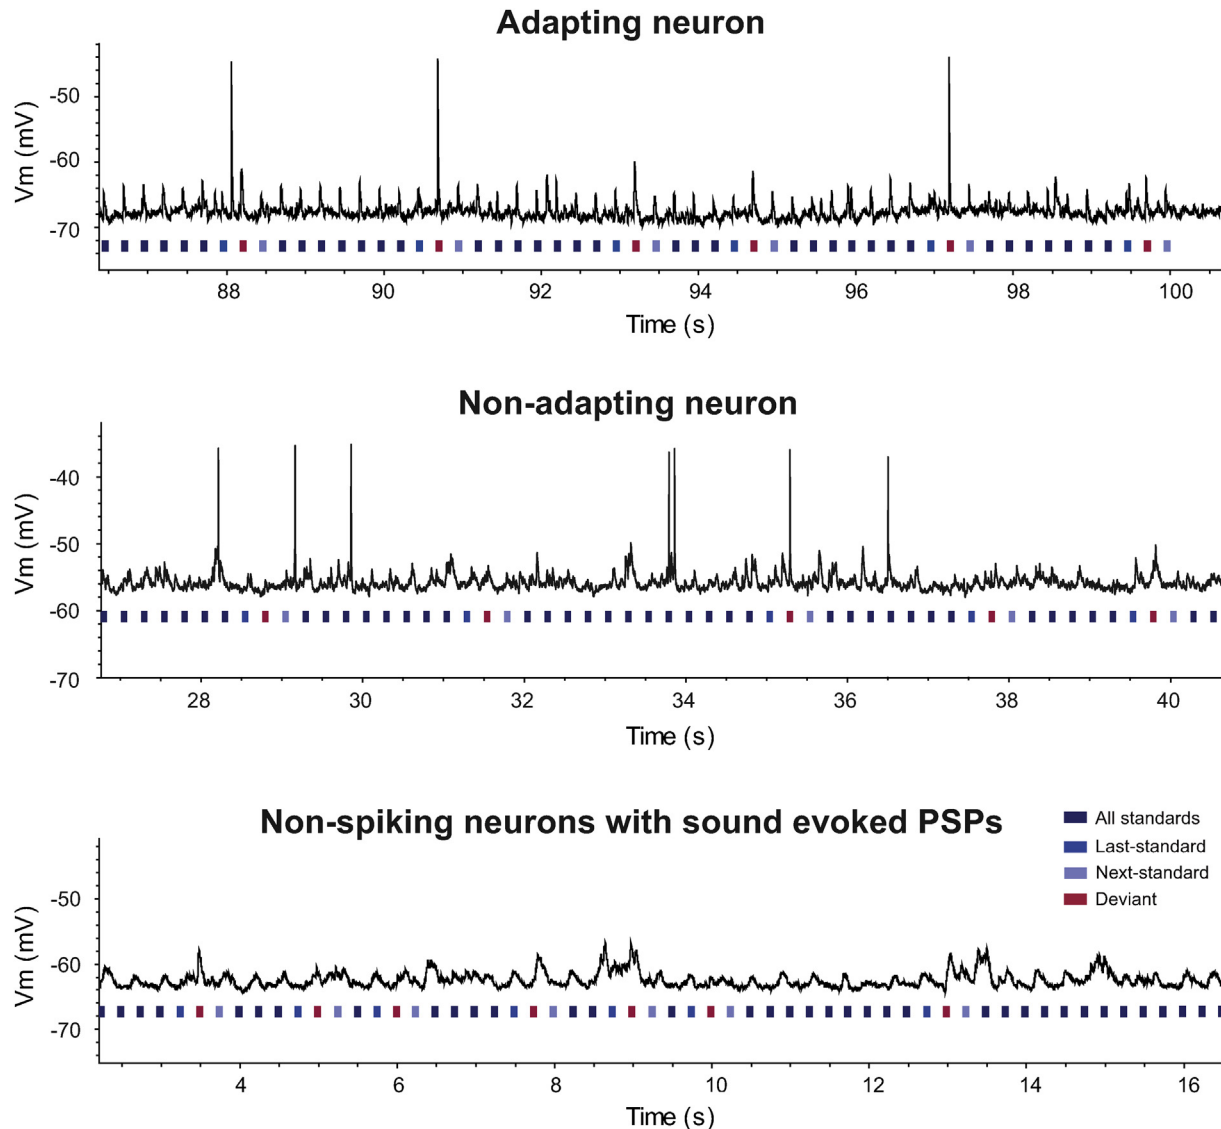 Adapting neuron
Vm (mV)
-50
-60
-70
88 90 92 94 96 98 100
Time (s)
Non-adapting neuron
Vm (mV)
-40
-50
-60
-70
28 30 32 34 36 38 40
Time (s)
Non-spiking neurons with sound evoked PSPs
All standards
Last-standard
Next-standard
Deviant
Vm (mV)
-50
-60
-70
4 6 8 10 12 14 16
Time (s)